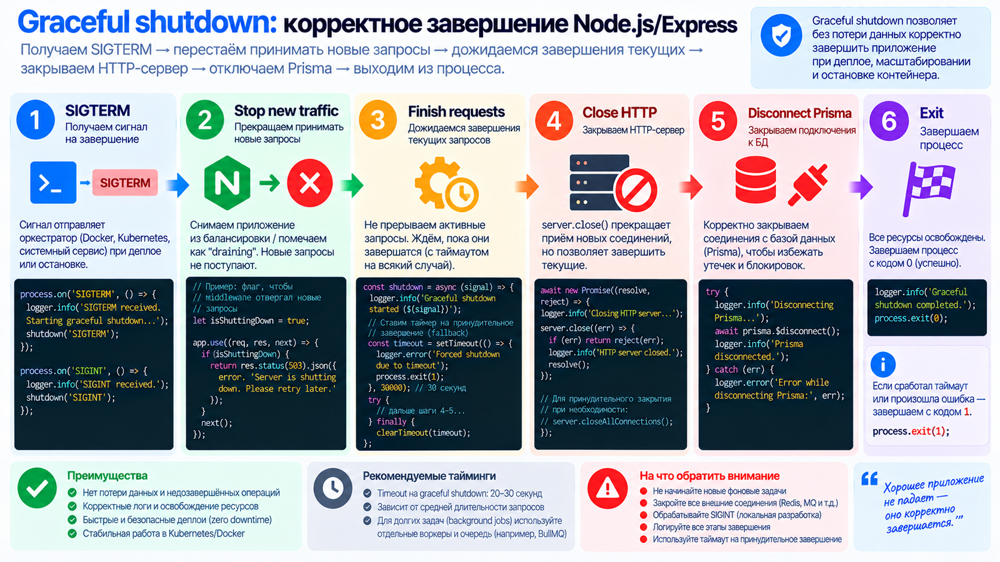 Graceful shutdown: корректное завершение Node.js/Express
Получаем SIGTERM → перестаём принимать новые запросы → дожидаемся завершения текущих →
закрываем HTTP-сервер → отключаем Prisma → выходим из процесса.
Graceful shutdown позволяет
без потери данных корректно
завершить приложение
при деплое, масштабировании
и остановке контейнера.
1
SIGTERM
Получаем сигнал
на завершение
>_
SIGTERM
Сигнал отправляет
оркестратор (Docker, Kubernetes,
системный сервис) при деплое
или остановке.
process.on('SIGTERM', () => {
logger.info('SIGTERM received.
Starting graceful shutdown...');
shutdown('SIGTERM');
});
process.on('SIGINT', () => {
logger.info('SIGINT received.');
shutdown('SIGINT');
});
2
Stop new traffic
Прекращаем принимать
новые запросы
N
Снимаем приложение
из балансировки / помечаем
как "draining". Новые запросы
не поступают.
// Пример: флаг, чтобы
// middlewane отвергал новые
// запросы
let isShuttingDown = true;
app.use((req, res, next) => {
if (isShuttingDown) {
return res.status(503).json({
error. 'Server is shutting
down. Please retry later.'
});
}
next();
});
3
Finish requests
Дожидаемся завершения
текущих запросов
Не прерываем активные
запросы. Ждём, пока они
завершатся (с таймаутом
на всякий случай).
const shutdown = async (signal) => {
logger.info('Graceful shutdown
started ($(signal})');
// Ставим таймер на принудительное
// завершение (fallback)
const timeout = setTimeout(() => {
logger.error('Forced shutdown
due to timeout');
process.exit(1);
}, 30000); // 30 секунд
try {
// дальше шаги 4-5...
} finally {
clearTimeout(timeout);
};
4
Close HTTP
Закрываем HTTP-сервер
server.close() прекращает
приём новых соединений,
но позволяет завершить
текущие.
await new Promise((resolve,
reject) => {
logger.info('Closing HTTP server...');
server.close((err) => {
if (err) return reject(err);
logger.info('HTTP server closed.');
resolve();
});
// Для принудительного закрытия
// при необходимости:
// server.closeAllConnections();
});
5
Disconnect Prisma
Закрываем подключения
к БД
Корректно закрываем
соединения с базой данных
(Prisma), чтобы избежать
утечек и блокировок.
try {
logger.info('Disconnecting
Prisma...');
await prisma.$disconnect();
logger.info('Prisma
disconnected.');
} catch (err) {
logger.error('Error while
disconnecting Prisma:', err);
}
6
Exit
Завершаем
процесс
Все ресурсы освобождены.
Завершаем процесс
с кодом 0 (успешно).
logger.info('Graceful
shutdown completed.');
process.exit(0);
i
Если сработал таймаут
или произошла ошибка —
завершаем с кодом 1.
process.exit(1);
Преимущества
Нет потери данных и недозавершённых операций
Корректные логи и освобождение ресурсов
Быстрые и безопасные деплои (zero downtime)
Стабильная работа в Kubernetes/Docker
Рекомендуемые тайминги
Timeout на graceful shutdown: 20–30 секунд
Зависит от средней длительности запросов
Для долгих задач (background jobs) используйте
отдельные воркеры и очередь (например, BullMQ)
На что обратить внимание
Не начинайте новые фоновые задачи
Закройте все внешние соединения (Redis, MQ и т.д.)
Обрабатывайте SIGINT (локальная разработка)
Логируйте все этапы завершения
Используйте таймаут на принудительное завершение
“ Хорошее приложение
не падает —
оно корректно
завершается. ”